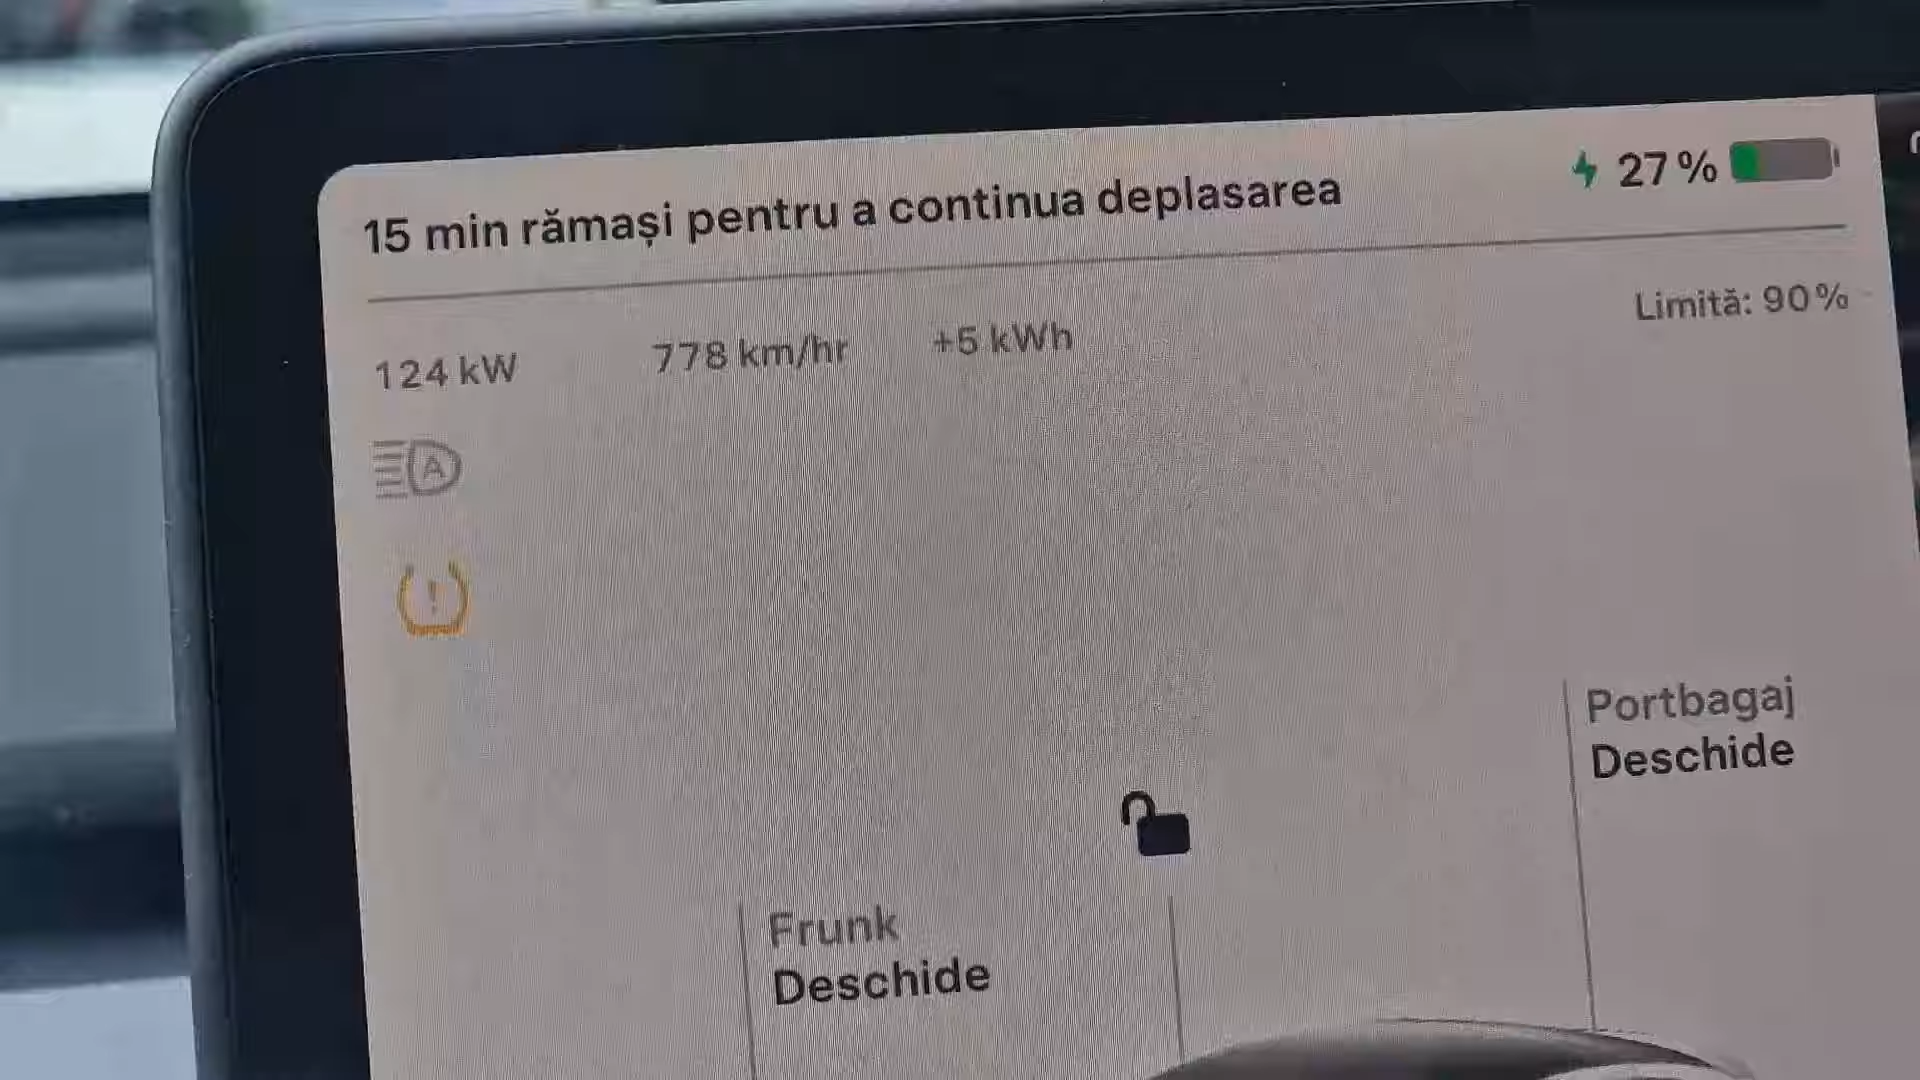 15 min rămași pentru a continua deplasarea
27%
Limită: 90%
124 kW 778 km/hr +5 kWh
A
Portbagaj
Deschide
Frunk
Deschide